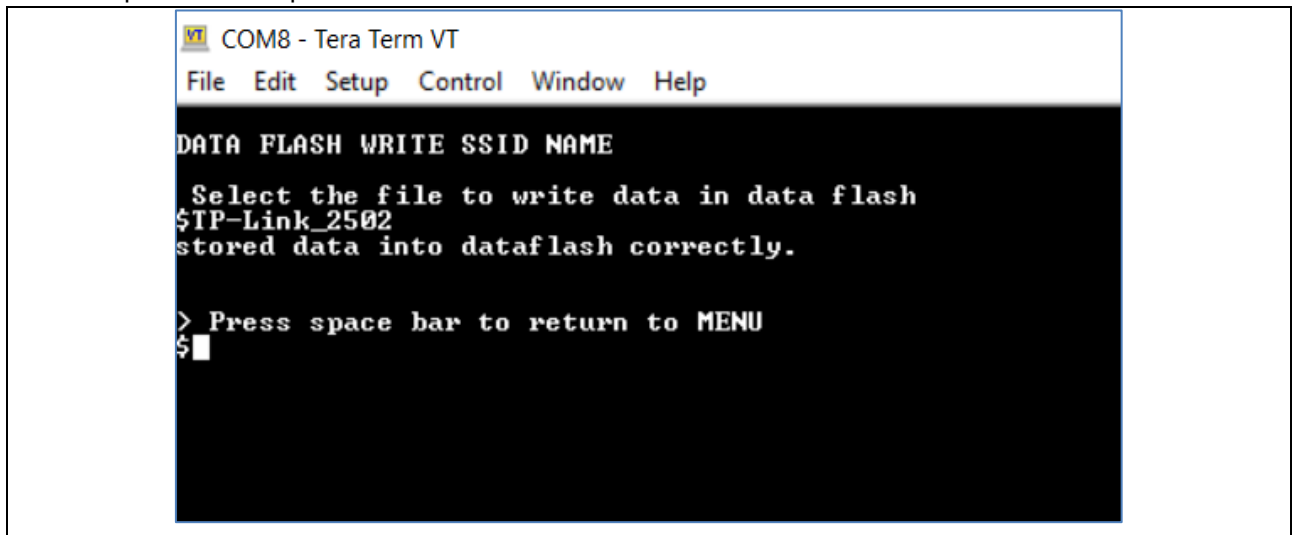 COM8 - Tera Term VT
File Edit Setup Control Window Help
DATA FLASH WRITE SSID NAME
Select the file to write data in data flash
$TP-Link_2502
stored data into dataflash correctly.
> Press space bar to return to MENU
$